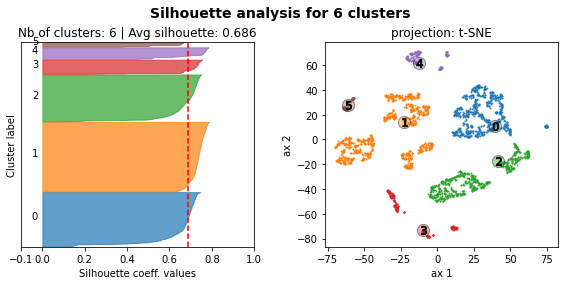 Silhouette analysis for 6 clusters
Nb of clusters: 6 | Avg silhouette: 0.686
Cluster label
5
4
3
2
1
0
−0.1 0.0 0.2 0.4 0.6 0.8 1.0
Silhouette coeff. values
projection: t-SNE
ax 2
60
40
20
0
−20
−40
−60
−80
4
5
1
0
2
3
−75 −50 −25 0 25 50 75
ax 1